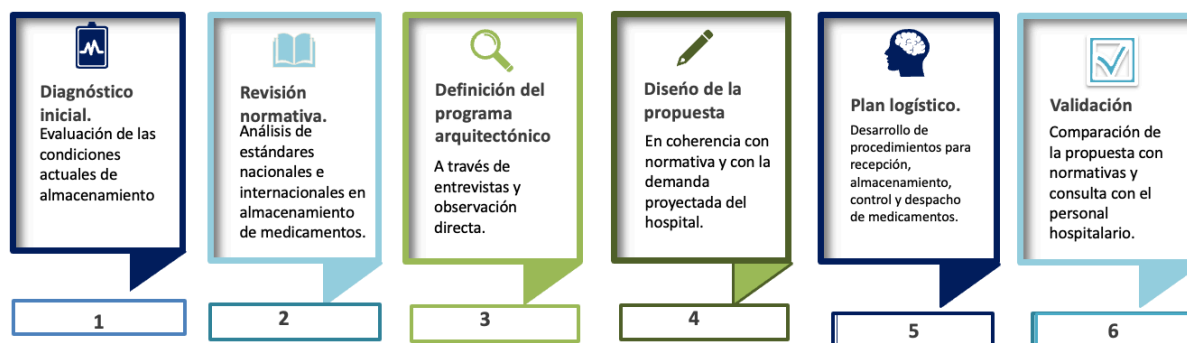 Diagnóstico
inicial.
Evaluación de las
condiciones
actuales de
almacenamiento
1
Revisión
normativa.
Análisis de
estándares
nacionales e
internacionales en
almacenamiento
de medicamentos.
2
Definición del
programa
arquitectónico
A través de
entrevistas y
observación
directa.
3
Diseño de la
propuesta
En coherencia con
normativa y con la
demanda
proyectada del
hospital.
4
Plan logístico.
Desarrollo de
procedimientos para
recepción,
almacenamiento,
control y despacho
de medicamentos.
5
Validación
Comparación de
la propuesta con
normativas y
consulta con el
personal
hospitalario.
6